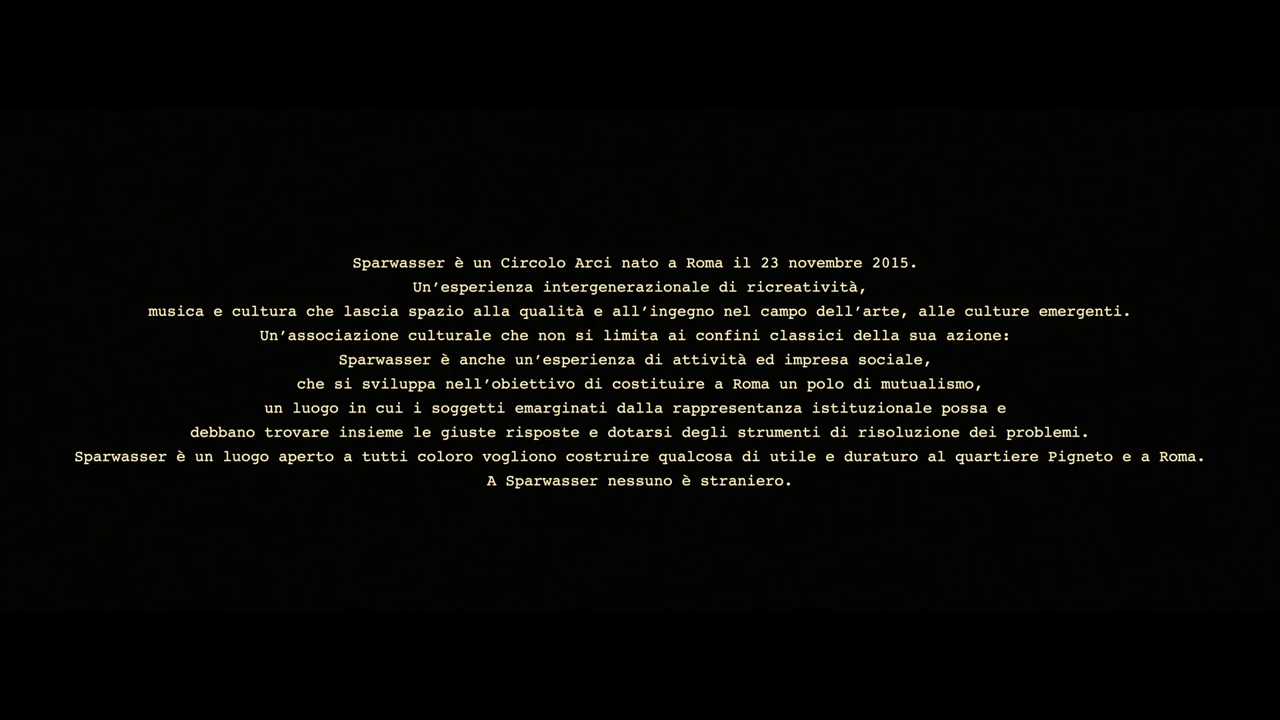 Sparwasser è un Circolo Arci nato a Roma il 23 novembre 2015.
Un’esperienza intergenerazionale di ricreatività,
musica e cultura che lascia spazio alla qualità e all’ingegno nel campo dell’arte, alle culture emergenti.
Un’associazione culturale che non si limita ai confini classici della sua azione:
Sparwasser è anche un’esperienza di attività ed impresa sociale,
che si sviluppa nell’obiettivo di costituire a Roma un polo di mutualismo,
un luogo in cui i soggetti emarginati dalla rappresentanza istituzionale possa e
debbano trovare insieme le giuste risposte e dotarsi degli strumenti di risoluzione dei problemi.
Sparwasser è un luogo aperto a tutti coloro vogliono costruire qualcosa di utile e duraturo al quartiere Pigneto e a Roma.
A Sparwasser nessuno è straniero.